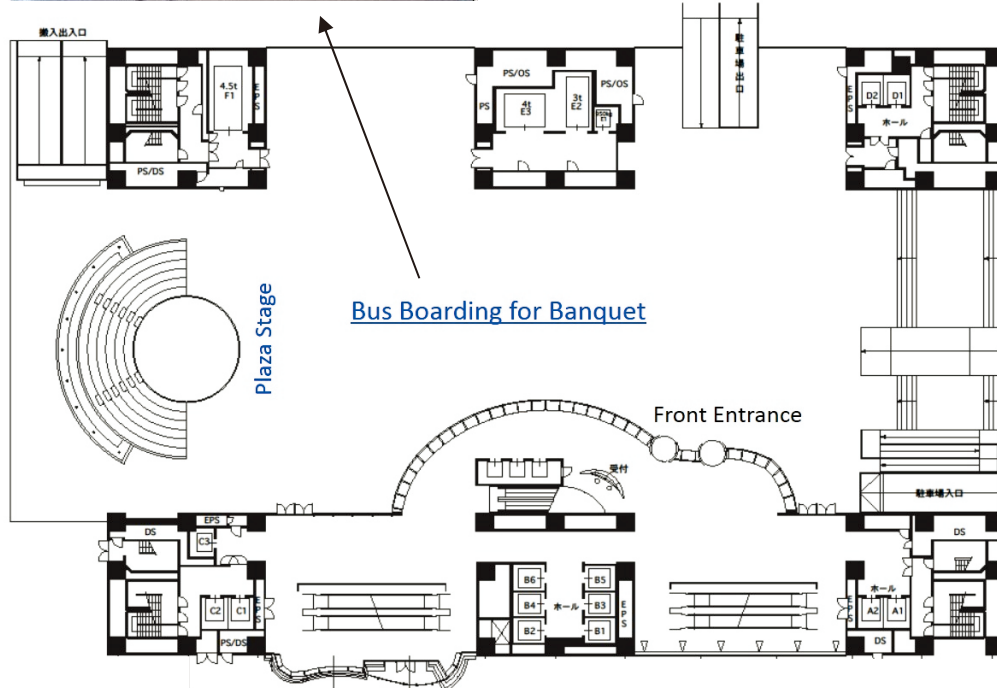 搬入出入口
4.5t
F1
EPS
PS/DS
PS/OS
PS/OS
PS
4t
E3
3t
E2
E1
駐車場出口
EPS
D2
D1
ホール
Bus Boarding for Banquet
Plaza Stage
Front Entrance
受付
駐車場入口
DS
EPS
C3
C2
C1
EPS
PS/DS
B6
B5
B4
ホール
B3
B2
B1
EPS
EPS
ホール
A2
A1
DS
DS